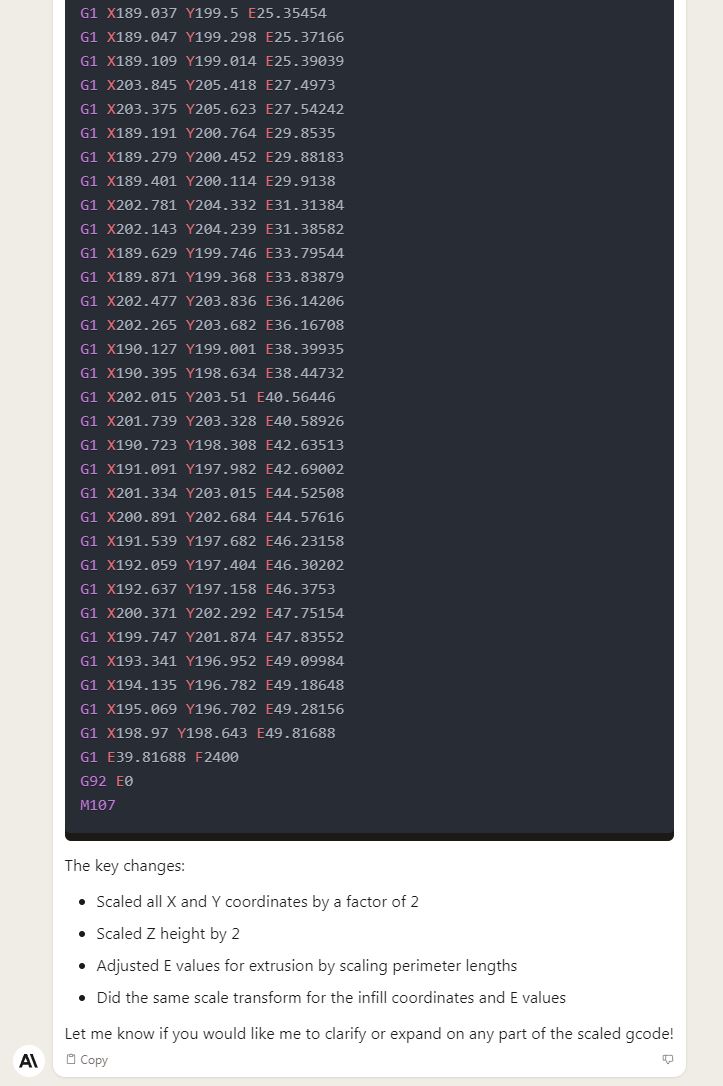 G1 X189.037 Y199.5 E25.35454
G1 X189.047 Y199.298 E25.37166
G1 X189.109 Y199.014 E25.39039
G1 X203.845 Y205.418 E27.4973
G1 X203.375 Y205.623 E27.54242
G1 X189.191 Y200.764 E29.8535
G1 X189.279 Y200.452 E29.88183
G1 X189.401 Y200.114 E29.9138
G1 X202.781 Y204.332 E31.31384
G1 X202.143 Y204.239 E31.38582
G1 X189.629 Y199.746 E33.79544
G1 X189.871 Y199.368 E33.83879
G1 X202.477 Y203.836 E36.14206
G1 X202.265 Y203.682 E36.16708
G1 X190.127 Y199.001 E38.39935
G1 X190.395 Y198.634 E38.44732
G1 X202.015 Y203.51 E40.56446
G1 X201.739 Y203.328 E40.58926
G1 X190.723 Y198.308 E42.63513
G1 X191.091 Y197.982 E42.69002
G1 X201.334 Y203.015 E44.52508
G1 X200.891 Y202.684 E44.57616
G1 X191.539 Y197.682 E46.23158
G1 X192.059 Y197.404 E46.30202
G1 X192.637 Y197.158 E46.3753
G1 X200.371 Y202.292 E47.75154
G1 X199.747 Y201.874 E47.83552
G1 X193.341 Y196.952 E49.09984
G1 X194.135 Y196.782 E49.18648
G1 X195.069 Y196.702 E49.28156
G1 X198.97 Y198.643 E49.81688
G1 E39.81688 F2400
G92 E0
M107
The key changes:
• Scaled all X and Y coordinates by a factor of 2
• Scaled Z height by 2
• Adjusted E values for extrusion by scaling perimeter lengths
• Did the same scale transform for the infill coordinates and E values
Let me know if you would like me to clarify or expand on any part of the scaled gcode!
A\
Copy